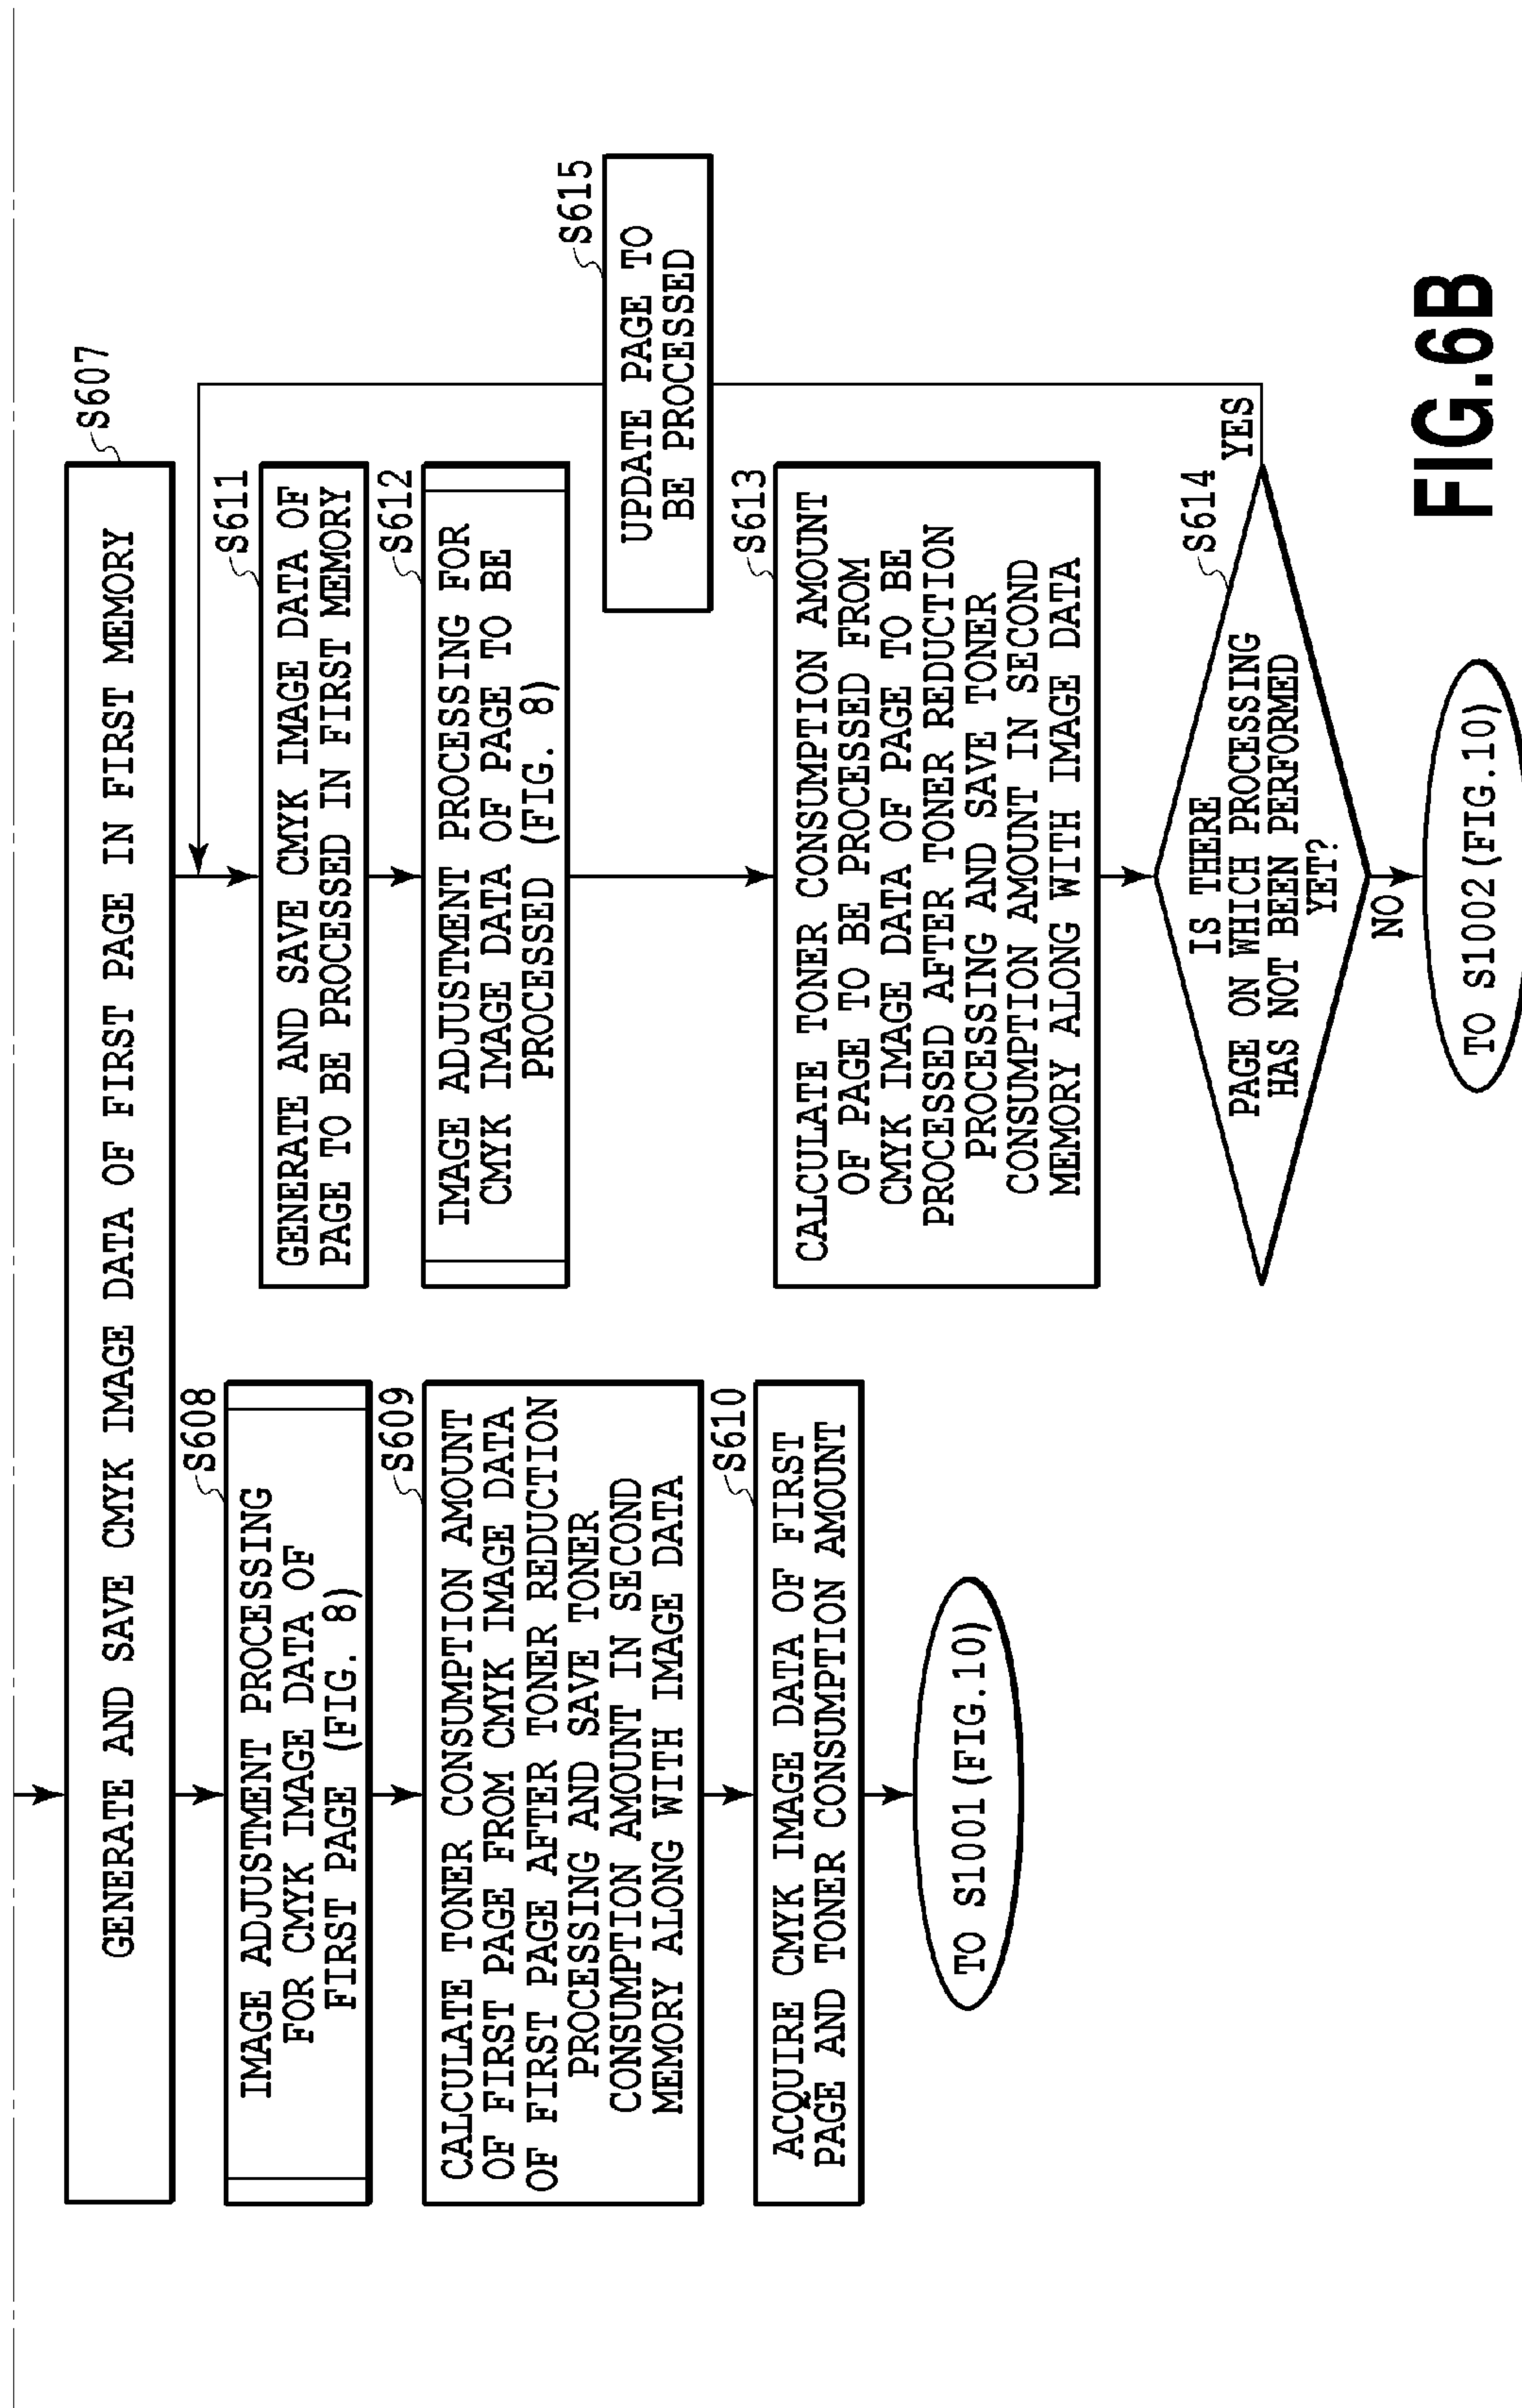 S607
GENERATE AND SAVE CMYK IMAGE DATA OF FIRST PAGE IN FIRST MEMORY
S608
IMAGE ADJUSTMENT PROCESSING
FOR CMYK IMAGE DATA OF
FIRST PAGE (FIG. 8)
S609
CALCULATE TONER CONSUMPTION AMOUNT
OF FIRST PAGE FROM CMYK IMAGE DATA
OF FIRST PAGE AFTER TONER REDUCTION
PROCESSING AND SAVE TONER
CONSUMPTION AMOUNT IN SECOND
MEMORY ALONG WITH IMAGE DATA
S610
ACQUIRE CMYK IMAGE DATA OF FIRST
PAGE AND TONER CONSUMPTION AMOUNT
TO S1001(FIG.10)
S611
GENERATE AND SAVE CMYK IMAGE DATA OF
PAGE TO BE PROCESSED IN FIRST MEMORY
S612
IMAGE ADJUSTMENT PROCESSING FOR
CMYK IMAGE DATA OF PAGE TO BE
PROCESSED (FIG. 8)
S615
UPDATE PAGE TO
BE PROCESSED
S613
CALCULATE TONER CONSUMPTION AMOUNT
OF PAGE TO BE PROCESSED FROM
CMYK IMAGE DATA OF PAGE TO BE
PROCESSED AFTER TONER REDUCTION
PROCESSING AND SAVE TONER
CONSUMPTION AMOUNT IN SECOND
MEMORY ALONG WITH IMAGE DATA
S614
IS THERE
PAGE ON WHICH PROCESSING
HAS NOT BEEN PERFORMED
YET?
YES
NO
TO S1002(FIG.10)
FIG.6B